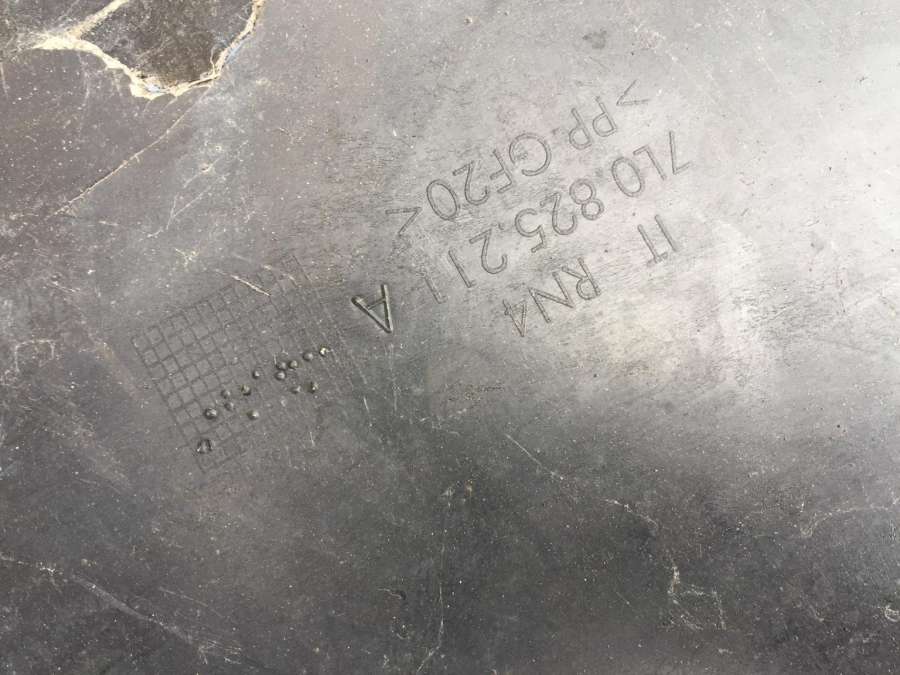 IT RN4
7L0.825.211 A
>PP.GF20<